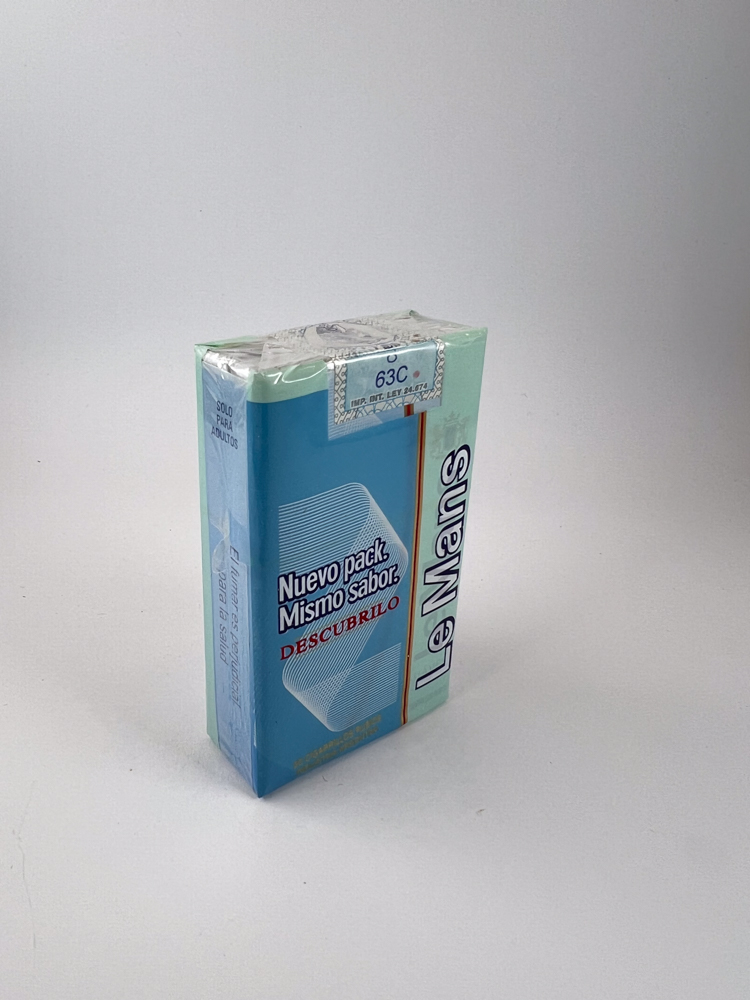 63C
IMP. INT. LEY 24.674
SOLO
PARA
ADULTOS
El fumar es perjudicial
para la salud
Nuevo pack.
Mismo sabor.
DESCUBRILO
Le Mans